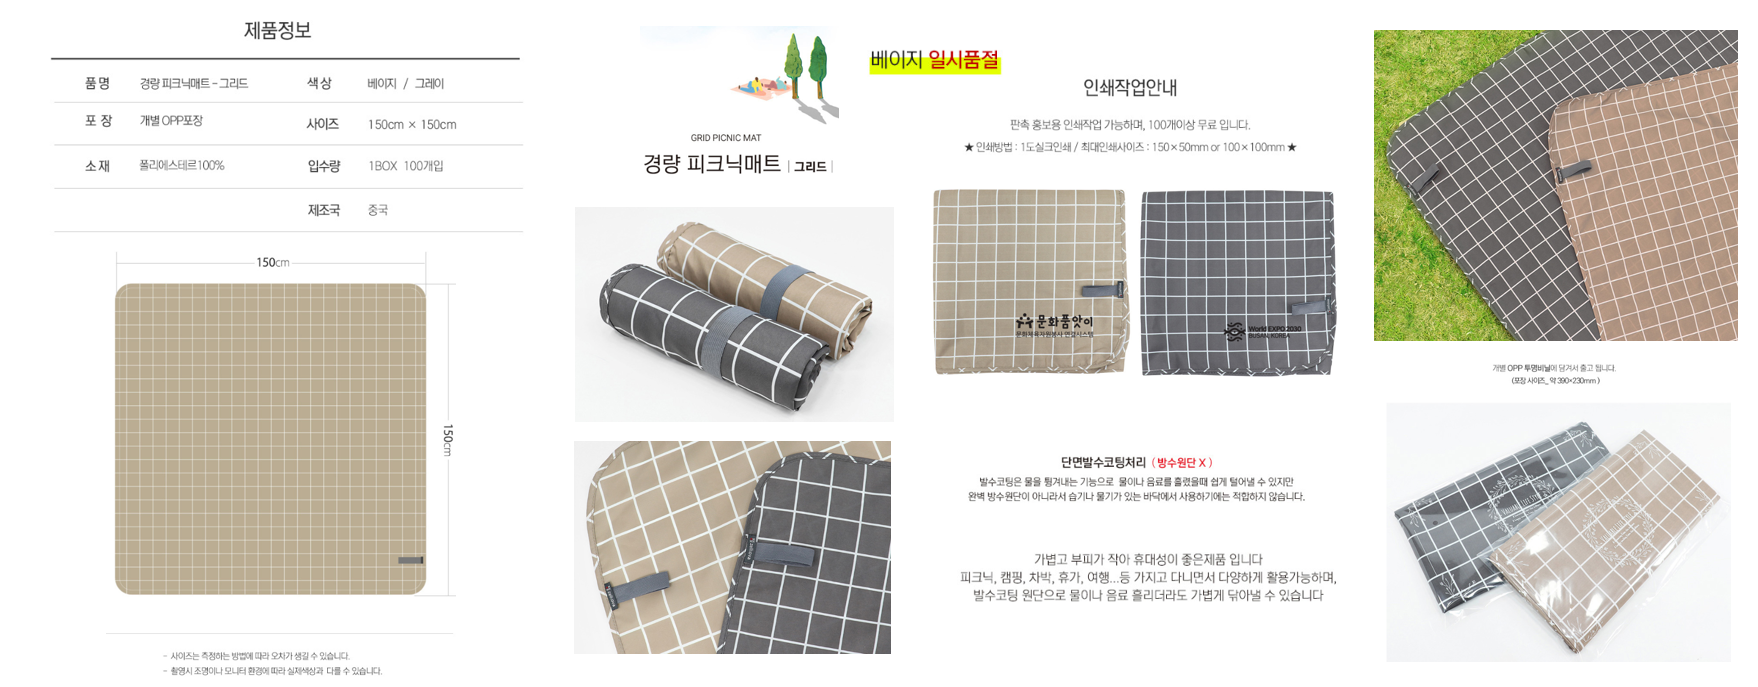 제품정보
품명 경량 피크닉매트 - 그리드 색상 베이지 / 그레이
포장 개별 OPP포장 사이즈 150cm × 150cm
소재 폴리에스테르100% 입수량 1BOX 100개입
제조국 중국
150cm
150cm
- 사이즈는 측정하는 방법에 따라 오차가 생길 수 있습니다.
- 촬영시 조명이나 모니터 환경에 따라 실제색상과 다를 수 있습니다.
GRID PICNIC MAT
경량 피크닉매트 | 그리드 |
베이지 일시품절
인쇄작업안내
판촉 홍보용 인쇄작업 가능하며, 100개이상 무료 입니다.
★ 인쇄방법 : 1도실크인쇄 / 최대인쇄사이즈 : 150×50mm or 100×100mm ★
문화품앗이
문화체육자원봉사 연결시스템
World EXPO 2030
BUSAN, KOREA
단면발수코팅처리 ( 방수원단 X )
발수코팅은 물을 튕겨내는 기능으로 물이나 음료를 흘렸을때 쉽게 털어낼 수 있지만
완벽 방수원단이 아니라서 습기나 물기가 있는 바닥에서 사용하기에는 적합하지 않습니다.
가볍고 부피가 작아 휴대성이 좋은제품 입니다
피크닉, 캠핑, 차박, 휴가, 여행...등 가지고 다니면서 다양하게 활용가능하며,
발수코팅 원단으로 물이나 음료 흘리더라도 가볍게 닦아낼 수 있습니다
개별 OPP 투명비닐에 담겨서 출고 됩니다.
(포장 사이즈_ 약 390×230mm )